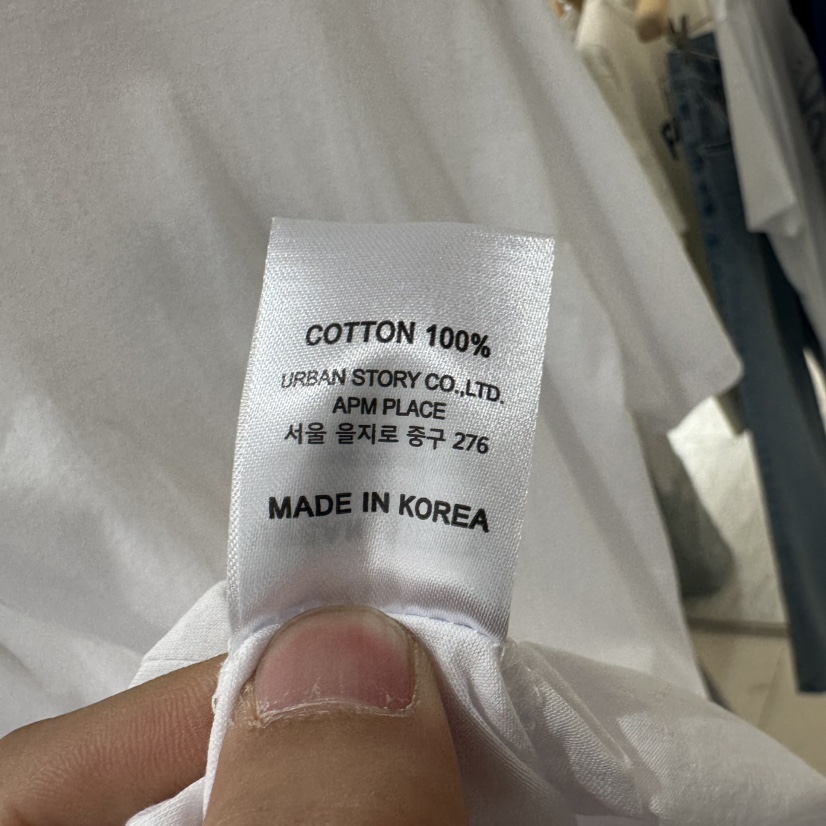 COTTON 100%
URBAN STORY CO.,LTD.
APM PLACE
서울 을지로 중구 276
MADE IN KOREA